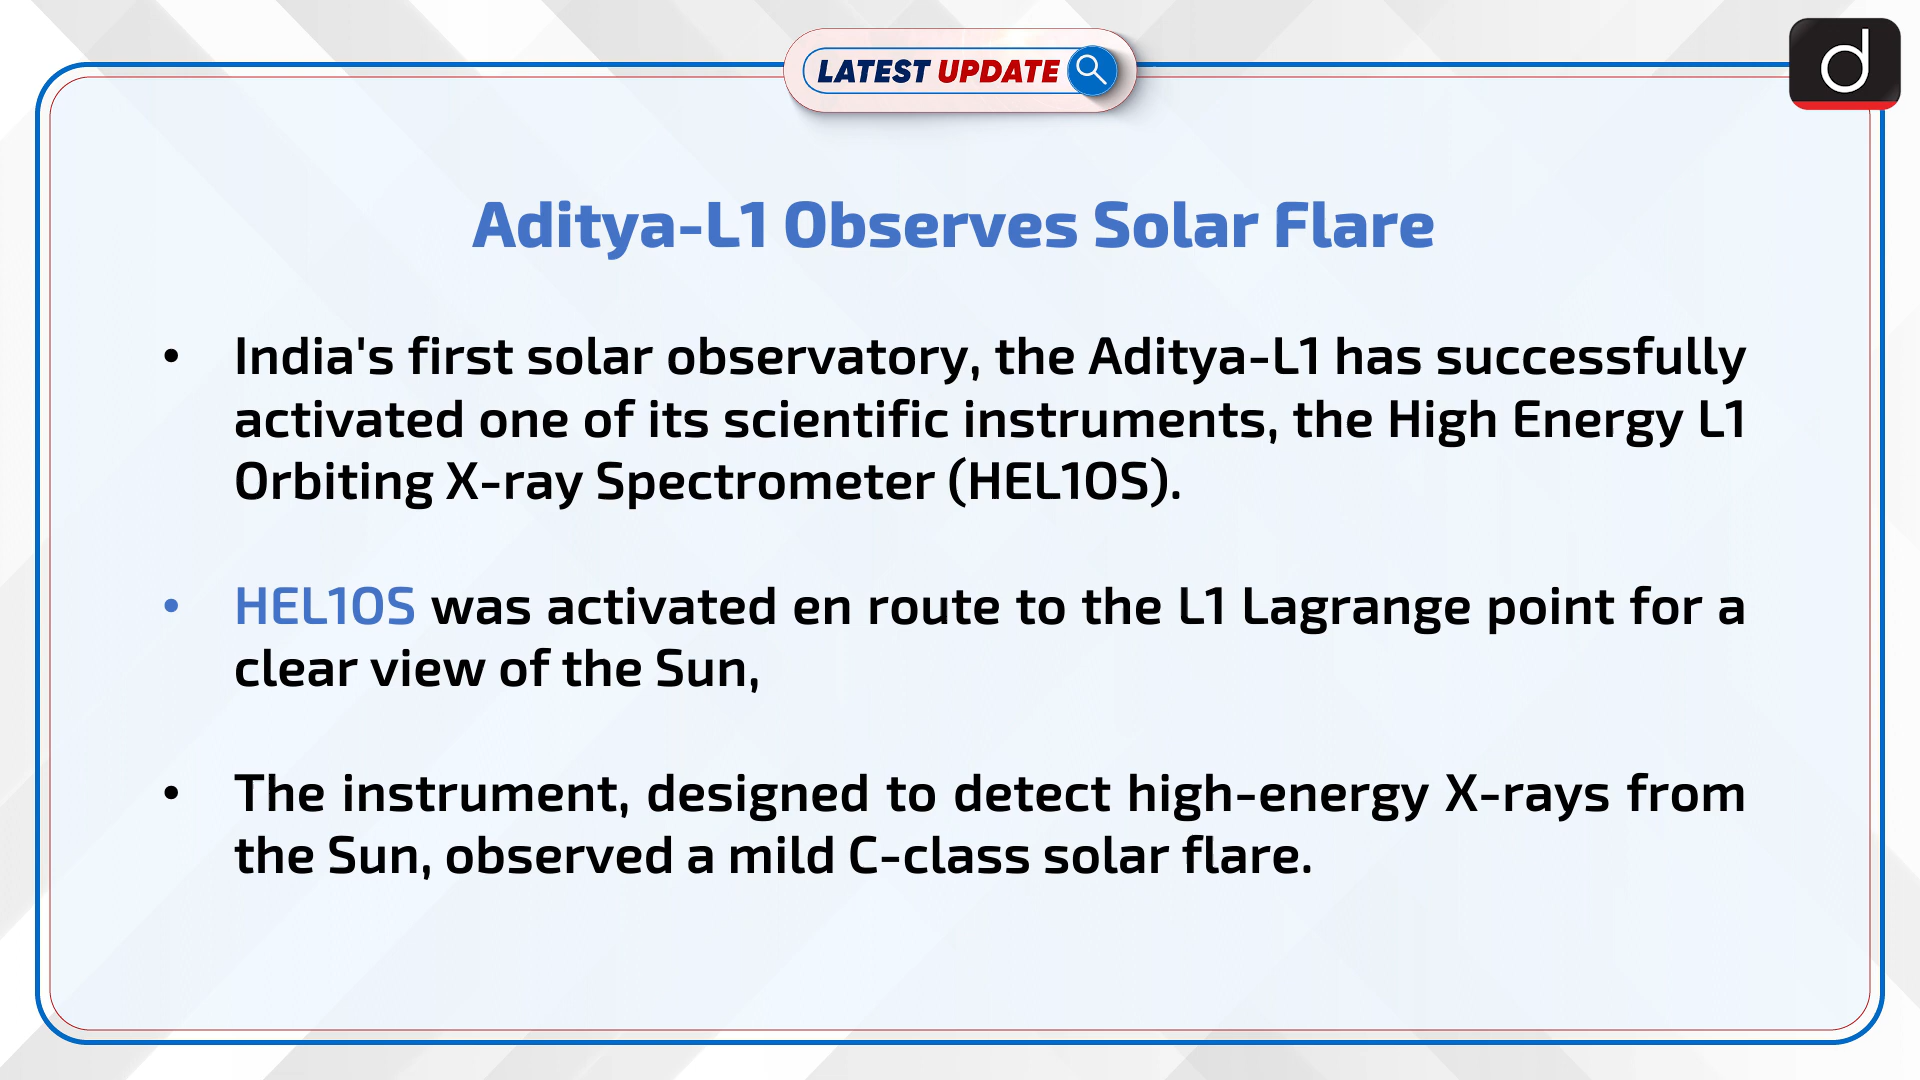 LATEST UPDATE
d
Aditya-L1 Observes Solar Flare
• India's first solar observatory, the Aditya-L1 has successfully
activated one of its scientific instruments, the High Energy L1
Orbiting X-ray Spectrometer (HEL1OS).
• HEL1OS was activated en route to the L1 Lagrange point for a
clear view of the Sun,
• The instrument, designed to detect high-energy X-rays from
the Sun, observed a mild C-class solar flare.